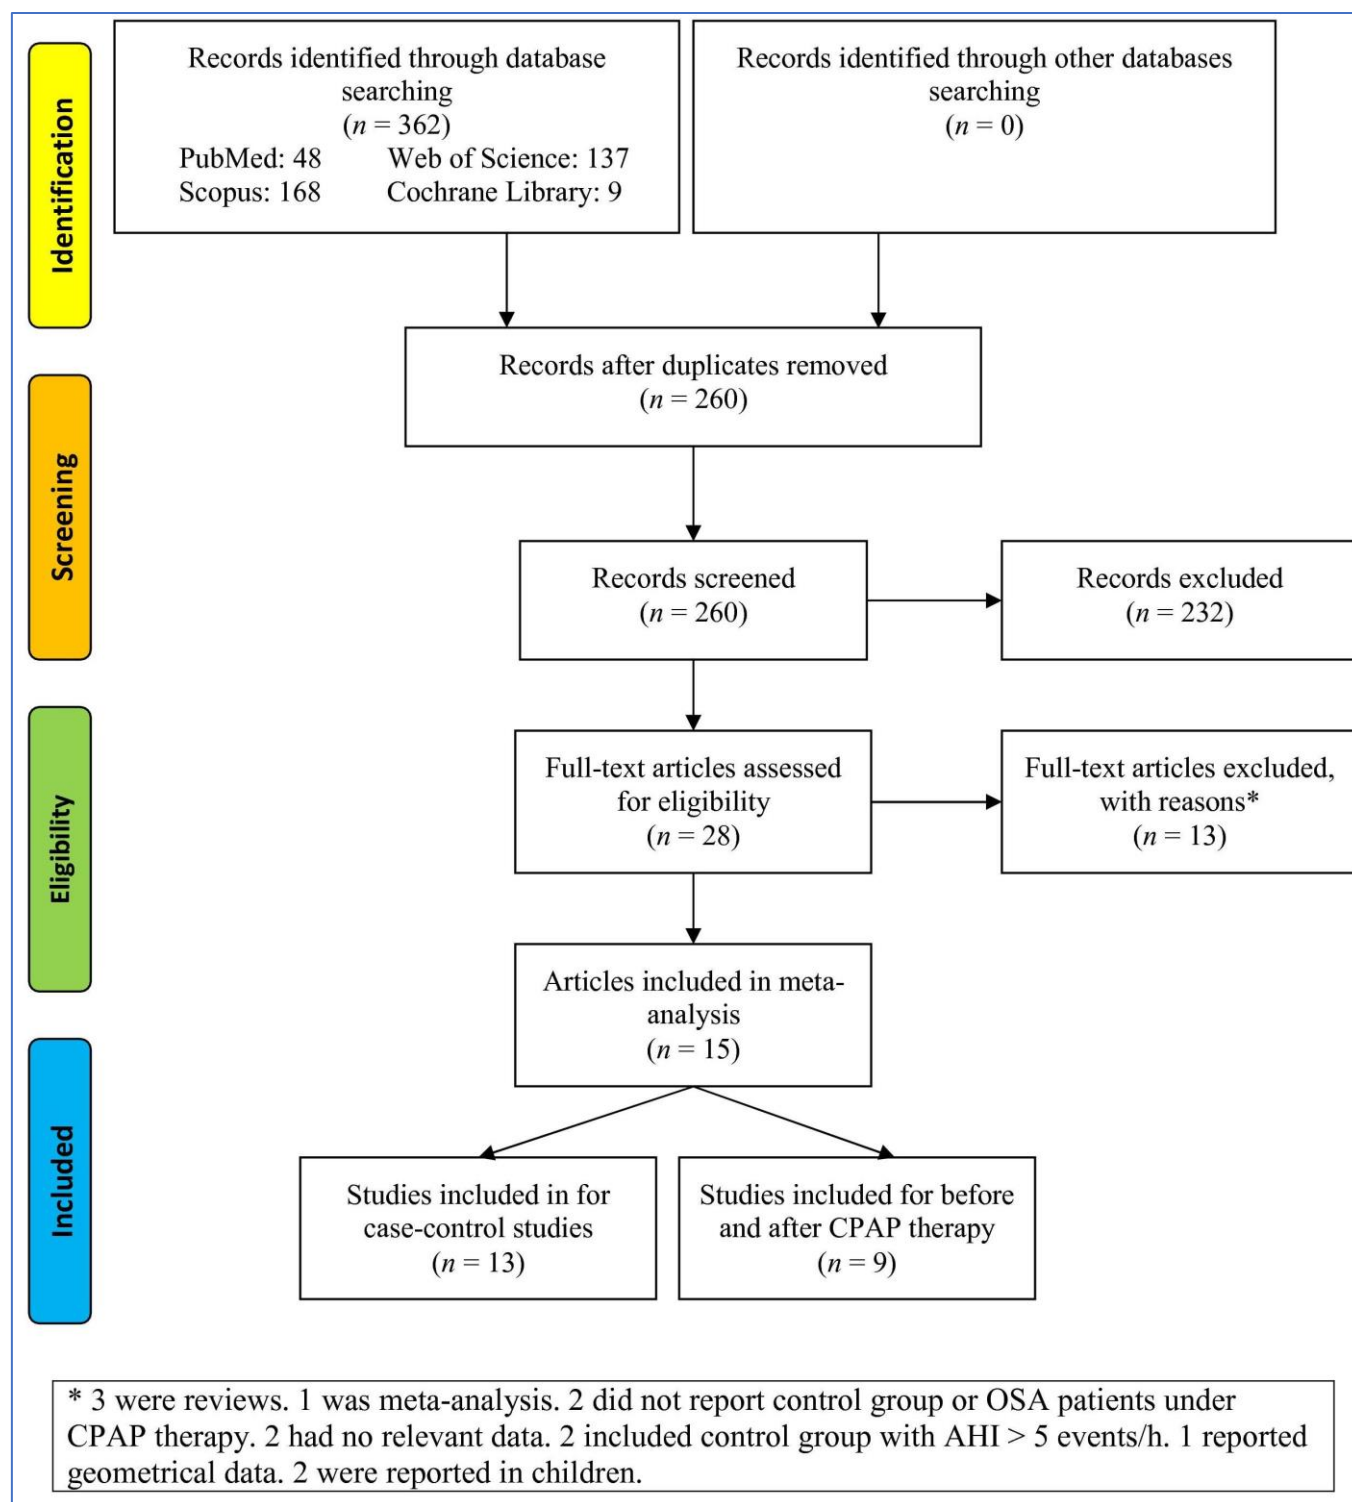 Identification
Records identified through database
searching
(n = 362)
PubMed: 48 Web of Science: 137
Scopus: 168 Cochrane Library: 9
Records identified through other databases
searching
(n = 0)
Records after duplicates removed
(n = 260)
Screening
Records screened
(n = 260)
Records excluded
(n = 232)
Eligibility
Full-text articles assessed
for eligibility
(n = 28)
Full-text articles excluded,
with reasons*
(n = 13)
Articles included in meta-
analysis
(n = 15)
Included
Studies included in for
case-control studies
(n = 13)
Studies included for before
and after CPAP therapy
(n = 9)
* 3 were reviews. 1 was meta-analysis. 2 did not report control group or OSA patients under
CPAP therapy. 2 had no relevant data. 2 included control group with AHI > 5 events/h. 1 reported
geometrical data. 2 were reported in children.